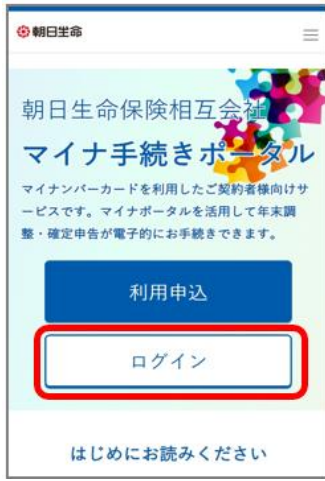 朝日生命
朝日生命保険相互会社
マイナ手続きポータル
マイナンバーカードを利用したご契約者様向けサ
ービスです。マイナポータルを活用して年末調
整・確定申告が電子的にお手続きできます。
利用申込
ログイン
はじめにお読みください